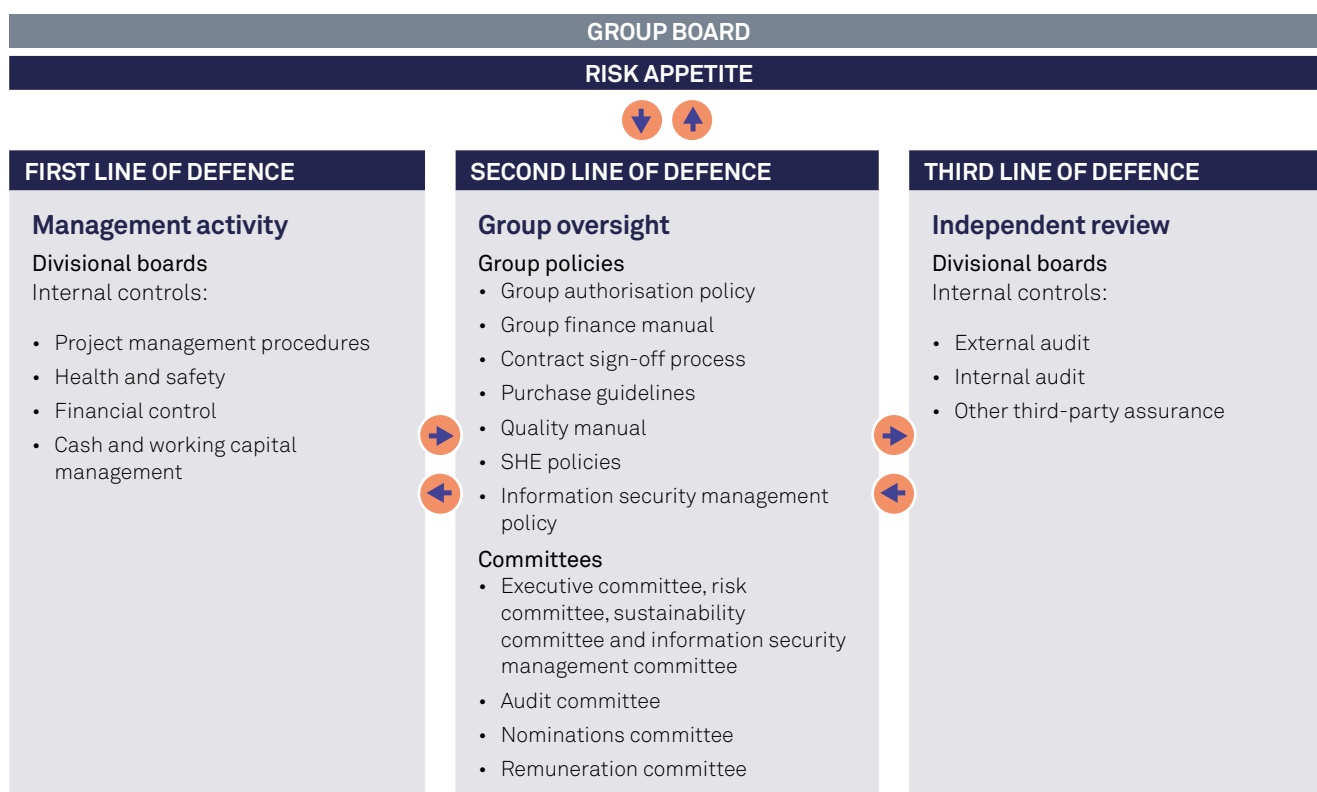 GROUP BOARD
RISK APPETITE
FIRST LINE OF DEFENCE
Management activity
Divisional boards
Internal controls:
• Project management procedures
• Health and safety
• Financial control
• Cash and working capital
management
SECOND LINE OF DEFENCE
Group oversight
Group policies
• Group authorisation policy
• Group finance manual
• Contract sign-off process
• Purchase guidelines
• Quality manual
• SHE policies
• Information security management
policy
Committees
• Executive committee, risk
committee, sustainability
committee and information security
management committee
• Audit committee
• Nominations committee
• Remuneration committee
THIRD LINE OF DEFENCE
Independent review
Divisional boards
Internal controls:
• External audit
• Internal audit
• Other third-party assurance